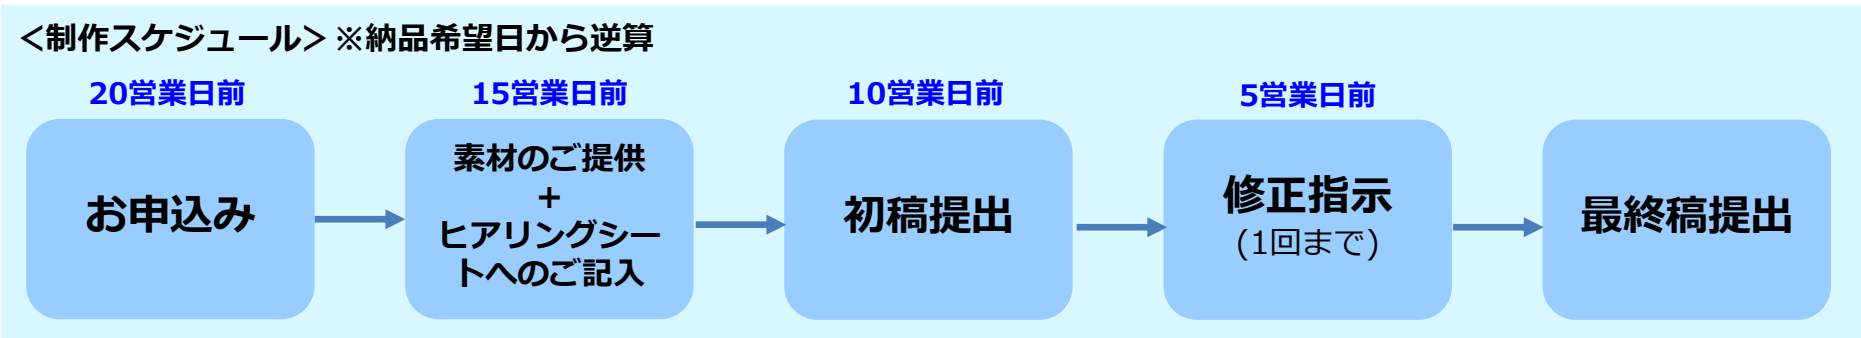 ＜制作スケジュール＞※納品希望日から逆算
20営業日前
お申込み
15営業日前
素材のご提供
+
ヒアリングシー
トへのご記入
10営業日前
初稿提出
5営業日前
修正指示
(1回まで)
最終稿提出